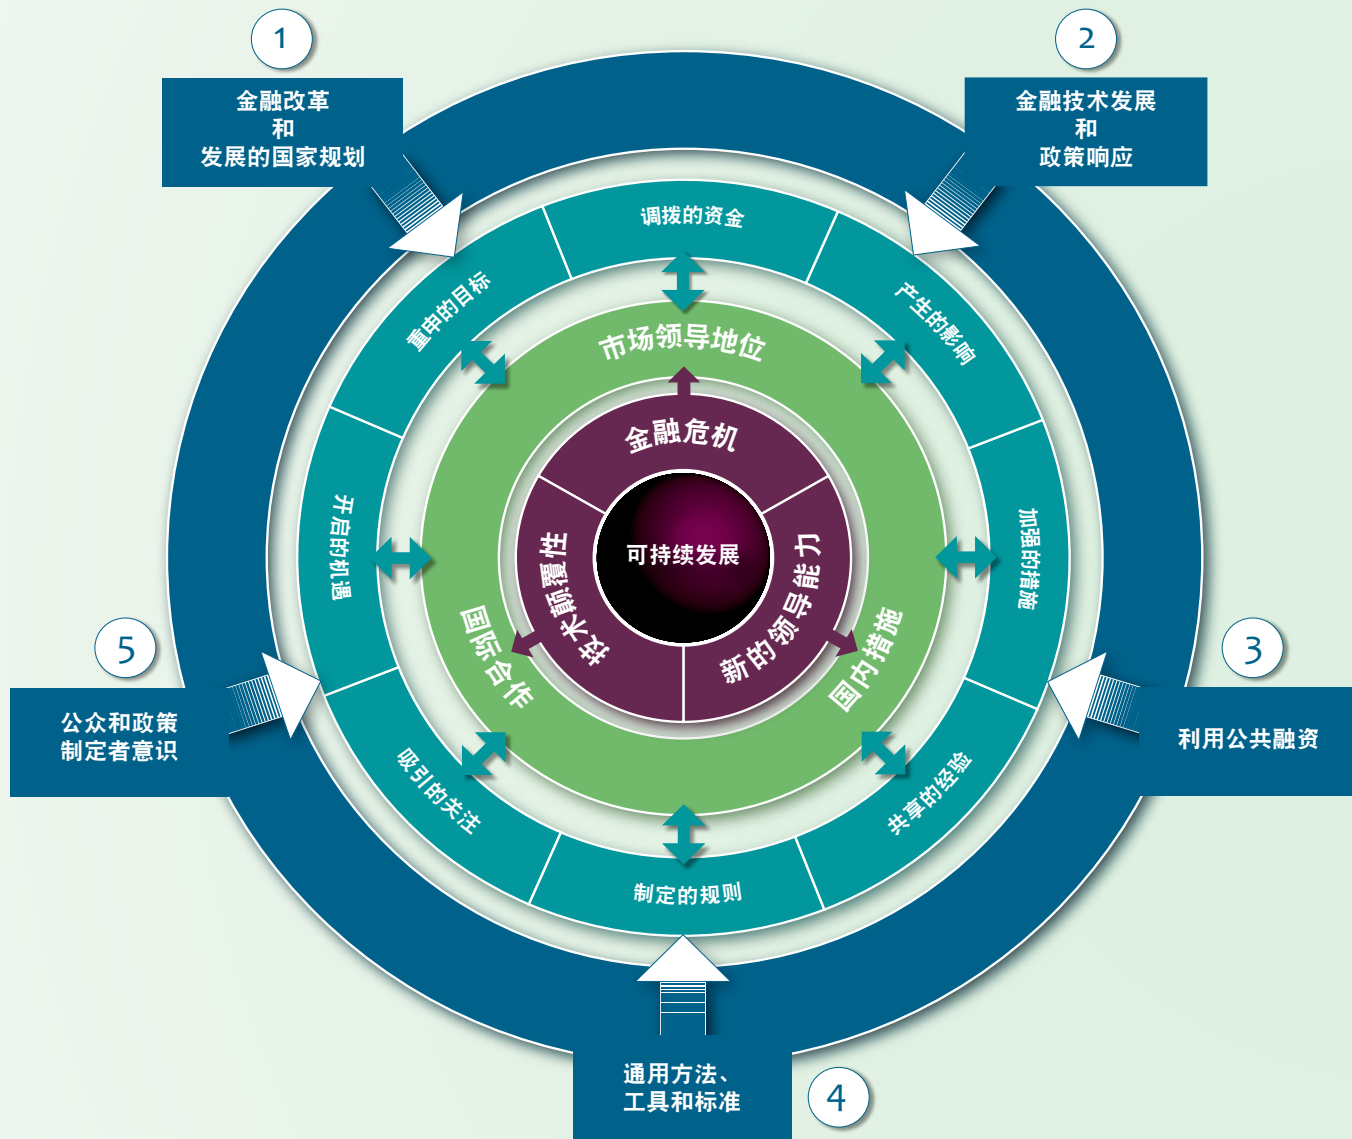 1
金融改革
和
发展的国家规划
2
金融技术发展
和
政策响应
调拨的资金
重申的目标
产生的影响
市场领导地位
金融危机
开启的机遇
加强的措施
技术颠覆性
可持续发展
新的领导能力
国际合作
国内措施
5
公众和政策
制定者意识
3
利用公共融资
吸引的关注
共享的经验
制定的规则
通用方法、
工具和标准
4